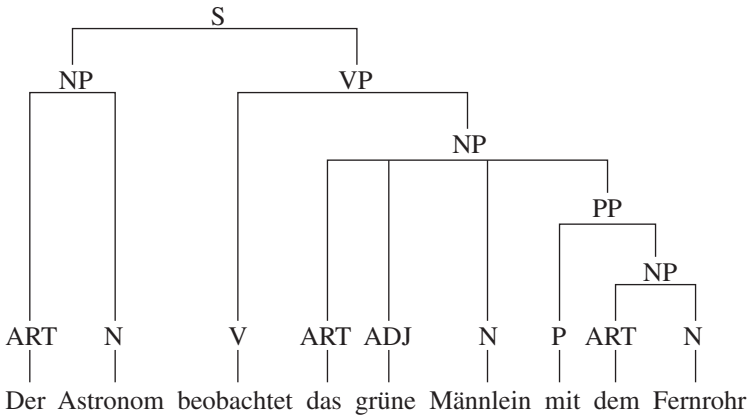 S
NP VP
NP
PP
NP
ART N V ART ADJ N P ART N
Der Astronom beobachtet das grüne Männlein mit dem Fernrohr